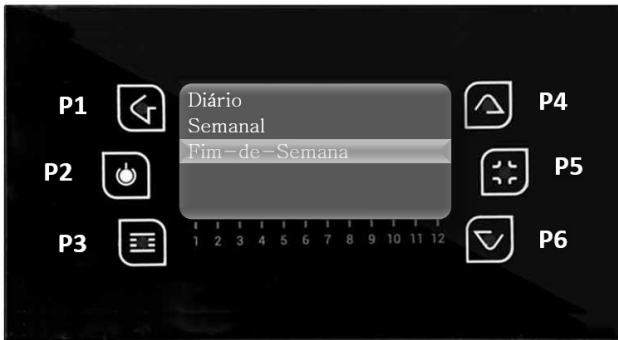 P1
P2
P3
Diário
Semanal
Fim-de-Semana
1 2 3 4 5 6 7 8 9 10 11 12
P4
P5
P6